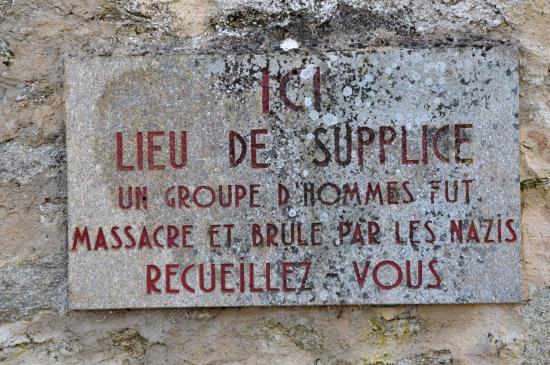 ICI
LIEU DE SUPPLICE
UN GROUPE D'HOMMES FUT
MASSACRE ET BRULE PAR LES NAZIS
RECUEILLEZ - VOUS